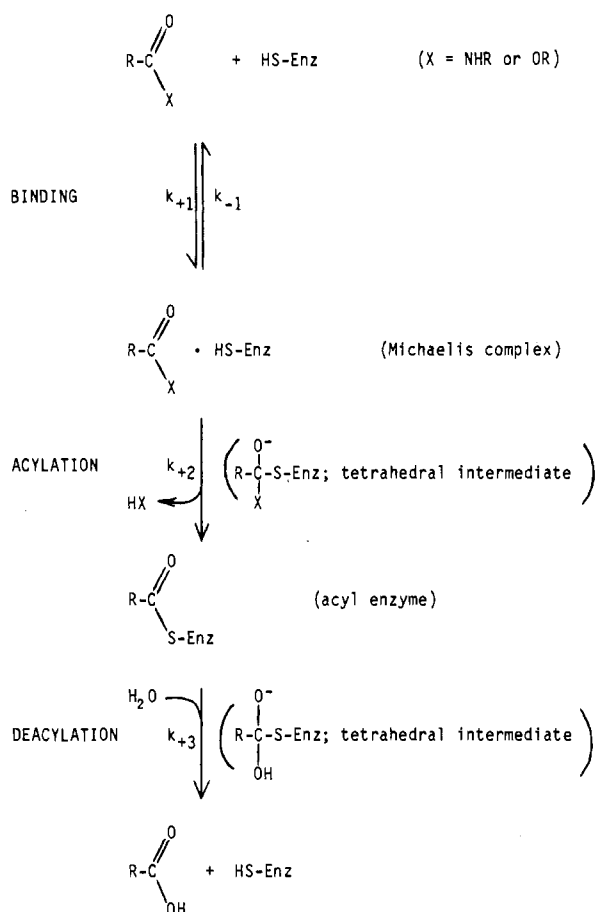 O
R-C + HS-Enz (X = NHR or OR)
X
BINDING k+1 k-1
O
R-C • HS-Enz (Michaelis complex)
X
O-
ACYLATION k+2 (R-C-S-Enz; tetrahedral intermediate)
HX X
O
R-C (acyl enzyme)
S-Enz
H2O O-
DEACYLATION k+3 (R-C-S-Enz; tetrahedral intermediate)
OH
O
R-C + HS-Enz
OH